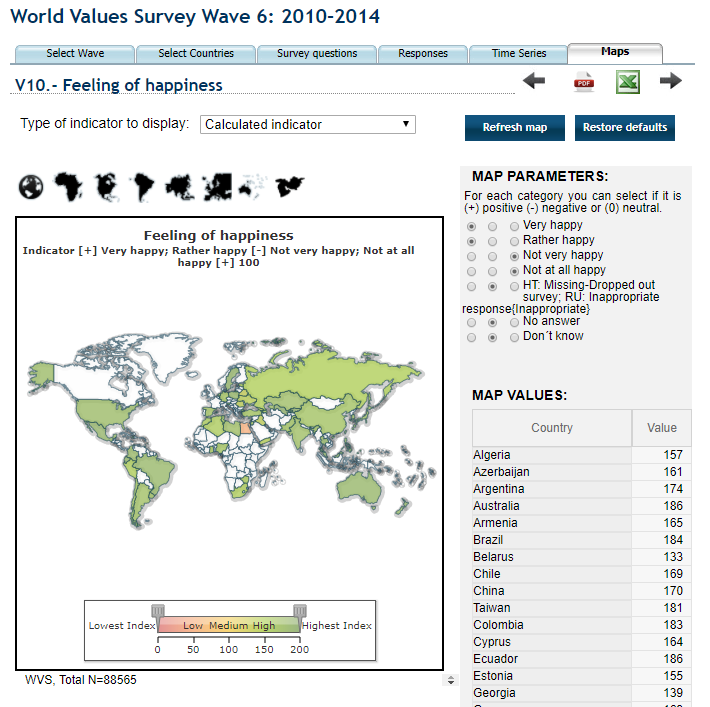 World Values Survey Wave 6: 2010-2014
Select Wave
Select Countries
Survey questions
Responses
Time Series
Maps
V10.- Feeling of happiness
PDF
Type of indicator to display:
Calculated indicator
Refresh map
Restore defaults
Feeling of happiness
Indicator [+] Very happy; Rather happy [-] Not very happy; Not at all
happy [+] 100
Lowest Index
Low Medium High
Highest Index
0 50 100 150 200
WVS, Total N=88565
MAP PARAMETERS:
For each category you can select if it is
(+) positive (-) negative or (0) neutral.
Very happy
Rather happy
Not very happy
Not at all happy
HT: Missing-Dropped out
survey; RU: Inappropriate
response{Inappropriate}
No answer
Don´t know
MAP VALUES:
Country Value
Algeria 157
Azerbaijan 161
Argentina 174
Australia 186
Armenia 165
Brazil 184
Belarus 133
Chile 169
China 170
Taiwan 181
Colombia 183
Cyprus 164
Ecuador 186
Estonia 155
Georgia 139